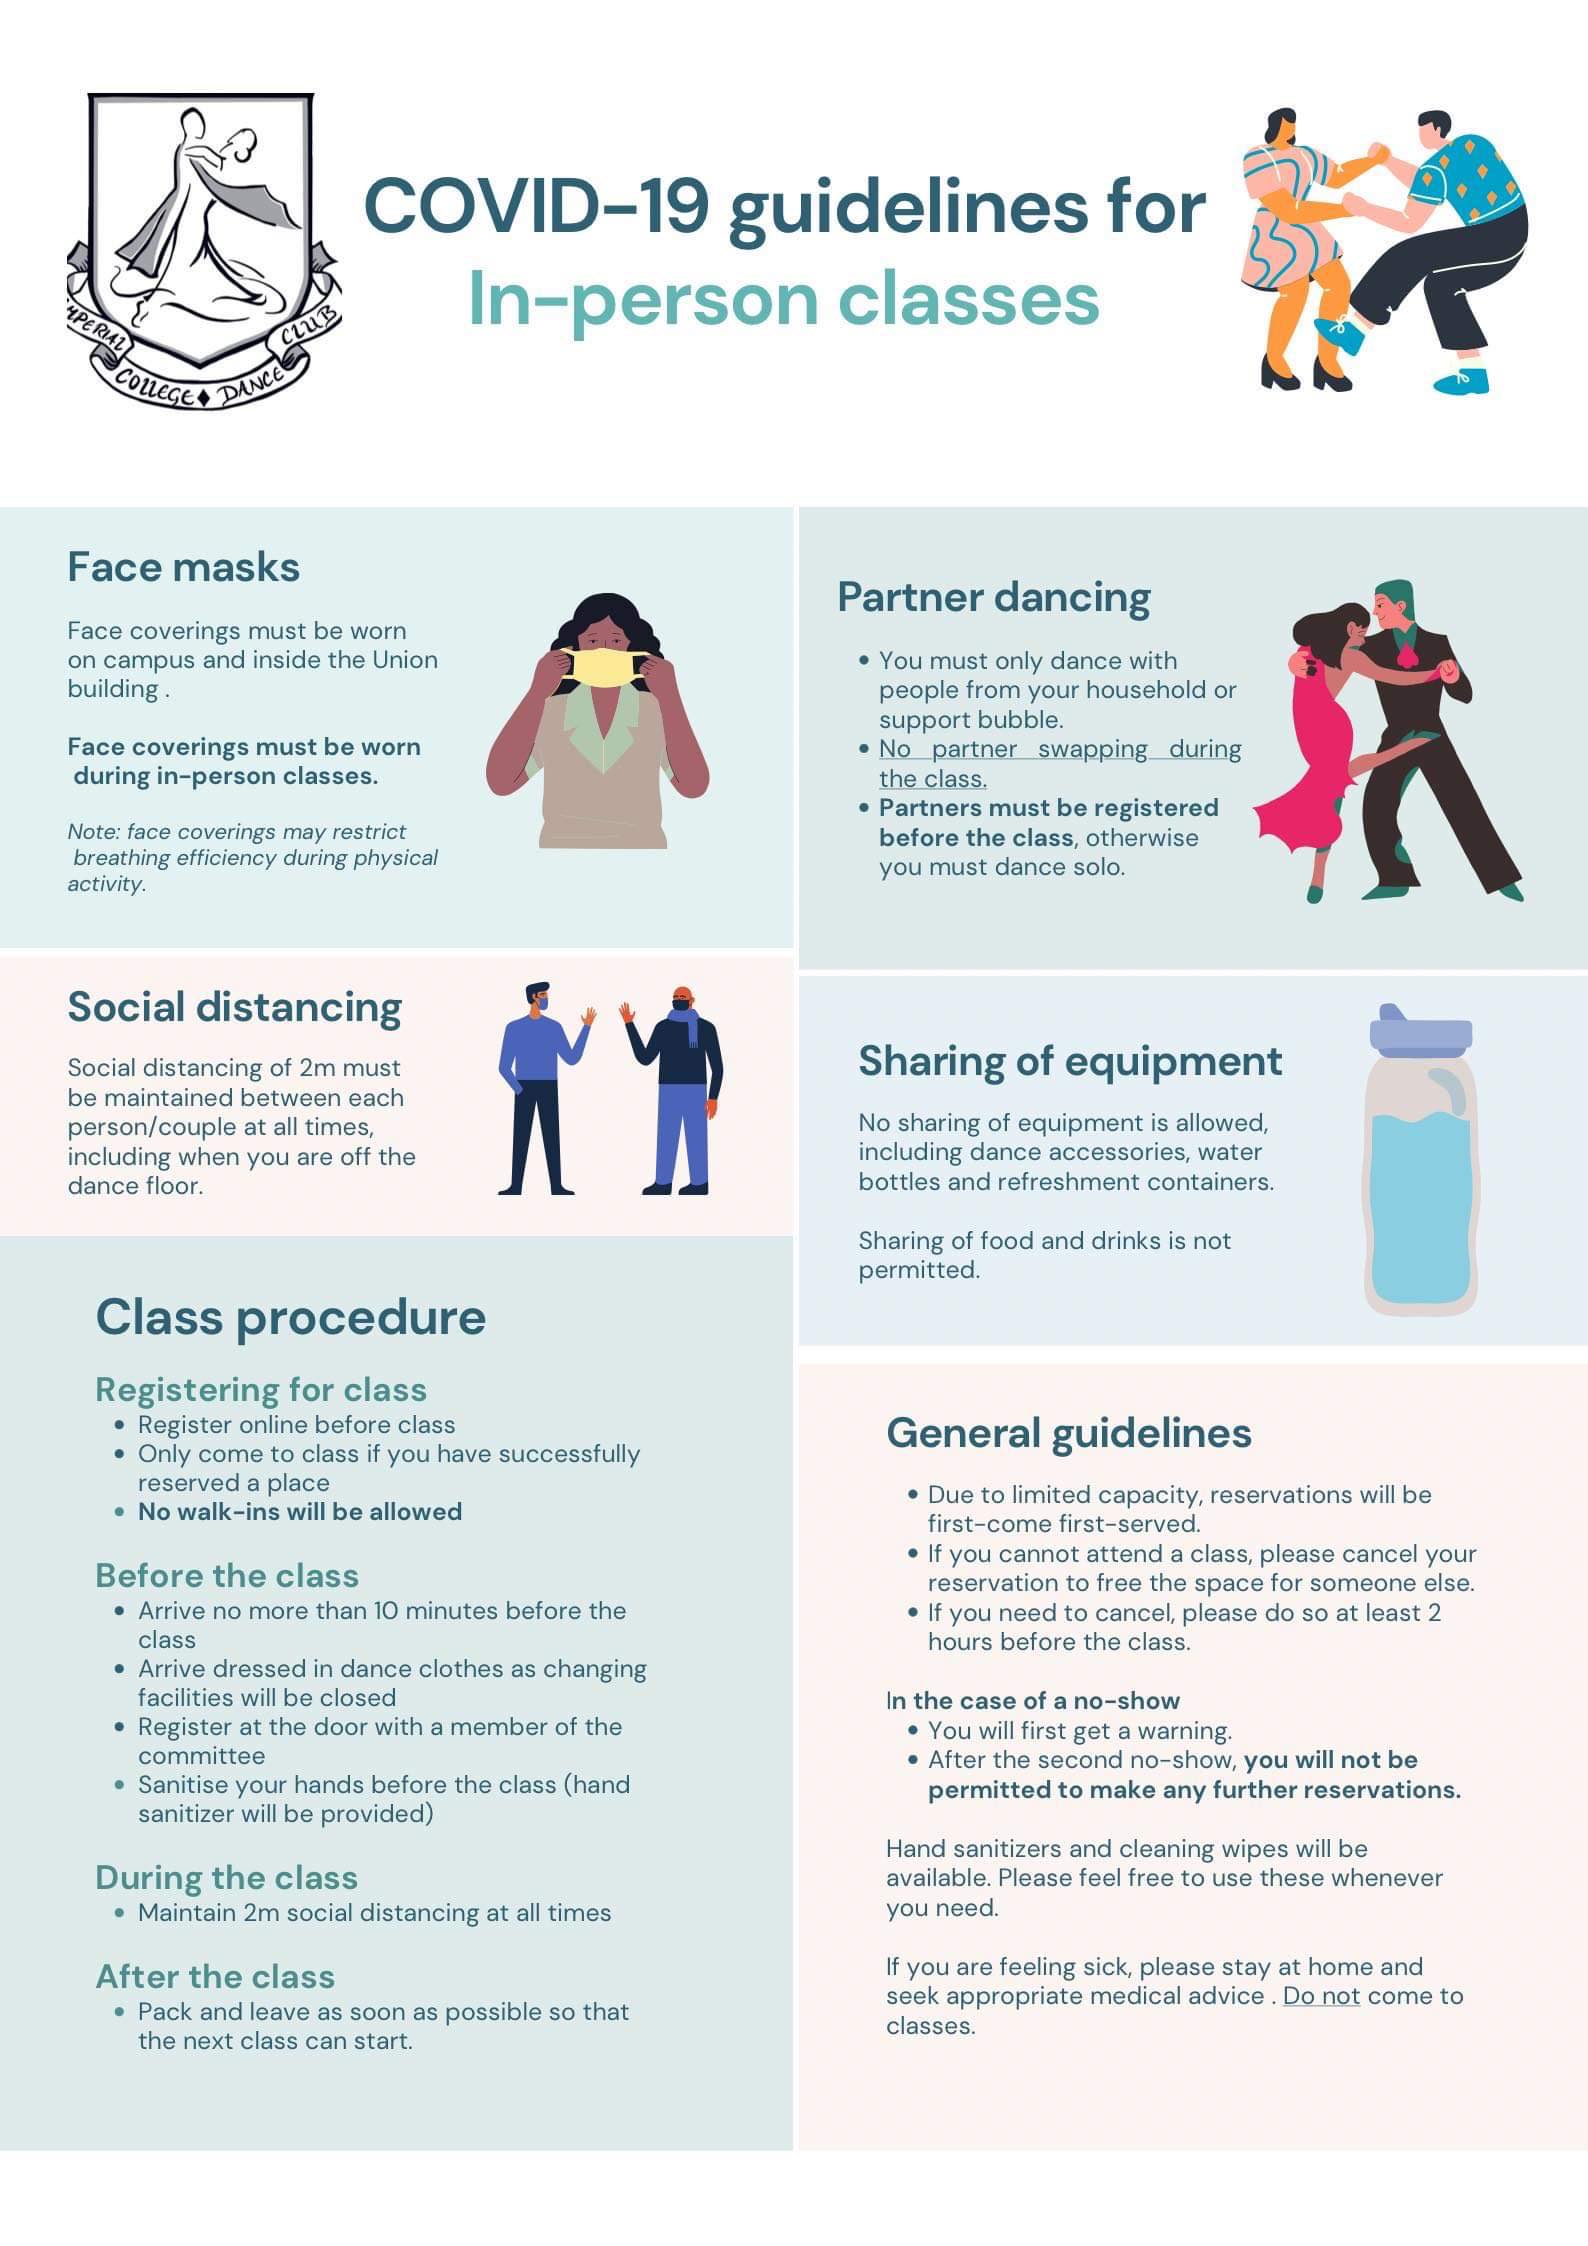 COVID-19 guidelines for
In-person classes
IMPERIAL COLLEGE ♦ DANCE CLUB
Face masks
Face coverings must be worn
on campus and inside the Union
building .
Face coverings must be worn
during in-person classes.
Note: face coverings may restrict
breathing efficiency during physical
activity.
Partner dancing
• You must only dance with
people from your household or
support bubble.
• No partner swapping during
the class.
• Partners must be registered
before the class, otherwise
you must dance solo.
Social distancing
Social distancing of 2m must
be maintained between each
person/couple at all times,
including when you are off the
dance floor.
Sharing of equipment
No sharing of equipment is allowed,
including dance accessories, water
bottles and refreshment containers.
Sharing of food and drinks is not
permitted.
Class procedure
Registering for class
• Register online before class
• Only come to class if you have successfully
reserved a place
• No walk-ins will be allowed
Before the class
• Arrive no more than 10 minutes before the
class
• Arrive dressed in dance clothes as changing
facilities will be closed
• Register at the door with a member of the
committee
• Sanitise your hands before the class (hand
sanitizer will be provided)
During the class
• Maintain 2m social distancing at all times
After the class
• Pack and leave as soon as possible so that
the next class can start.
General guidelines
• Due to limited capacity, reservations will be
first-come first-served.
• If you cannot attend a class, please cancel your
reservation to free the space for someone else.
• If you need to cancel, please do so at least 2
hours before the class.
In the case of a no-show
• You will first get a warning.
• After the second no-show, you will not be
permitted to make any further reservations.
Hand sanitizers and cleaning wipes will be
available. Please feel free to use these whenever
you need.
If you are feeling sick, please stay at home and
seek appropriate medical advice . Do not come to
classes.